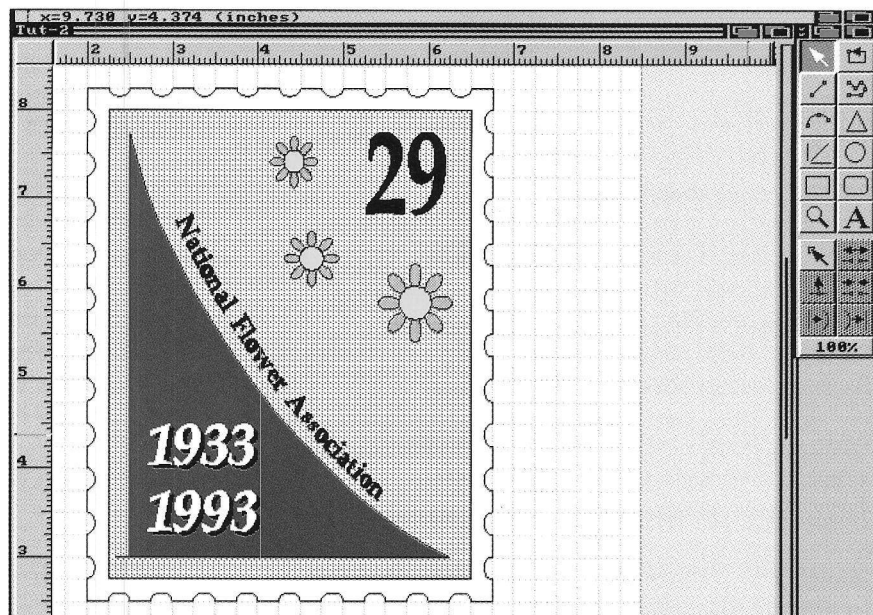 x=9.730 y=4.374 (inches)
Tut-2
2 3 4 5 6 7 8 9
8
29
7
National Flower Association
6
5
1933
4
1993
3
A
100%